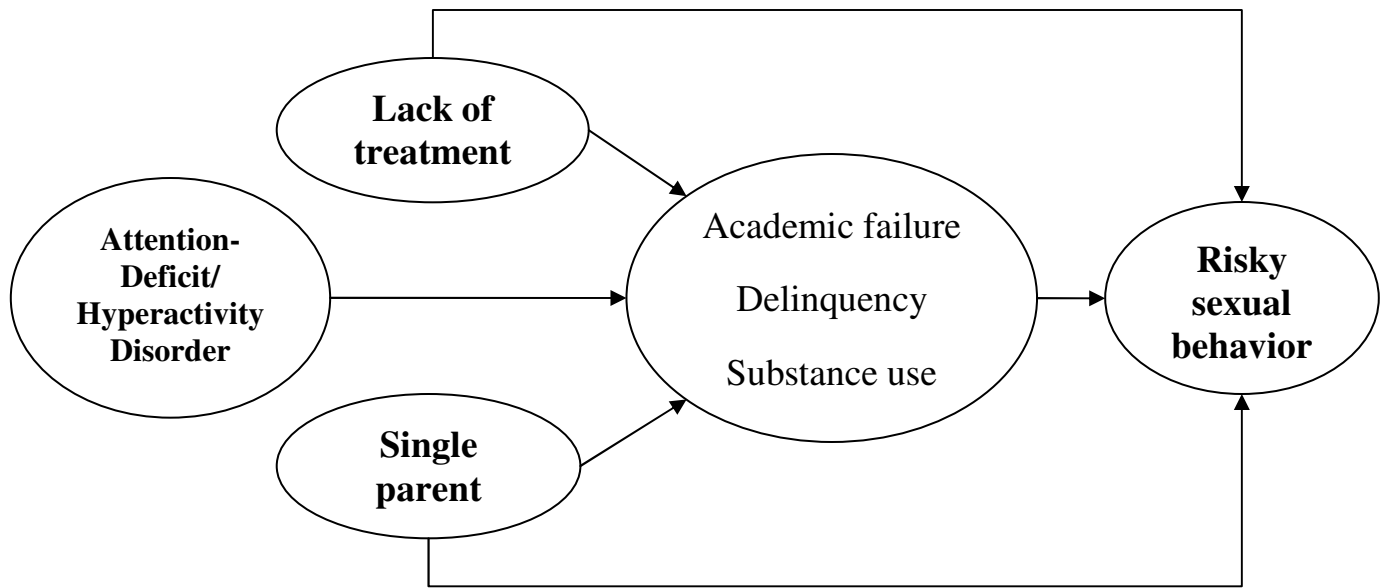 Lack of
treatment
Attention-
Deficit/
Hyperactivity
Disorder
Academic failure
Delinquency
Substance use
Risky
sexual
behavior
Single
parent